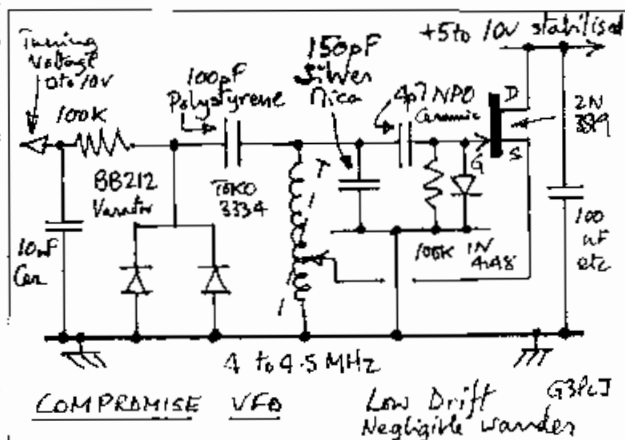 Tuning
Voltage
0 to 10V
100K
100pF
Polystyrene
150pF
Silver
Mica
4p7 NPO
Ceramic
+5 to 10V stabilised
D
G
S
2N
3819
BB212
Varactor
TOKO
3334
100K
1N
4148
100
nf
etc
10nF
Cer
4 to 4.5 MHz
COMPROMISE VFO
Low Drift
Negligible wander
G3PCJ